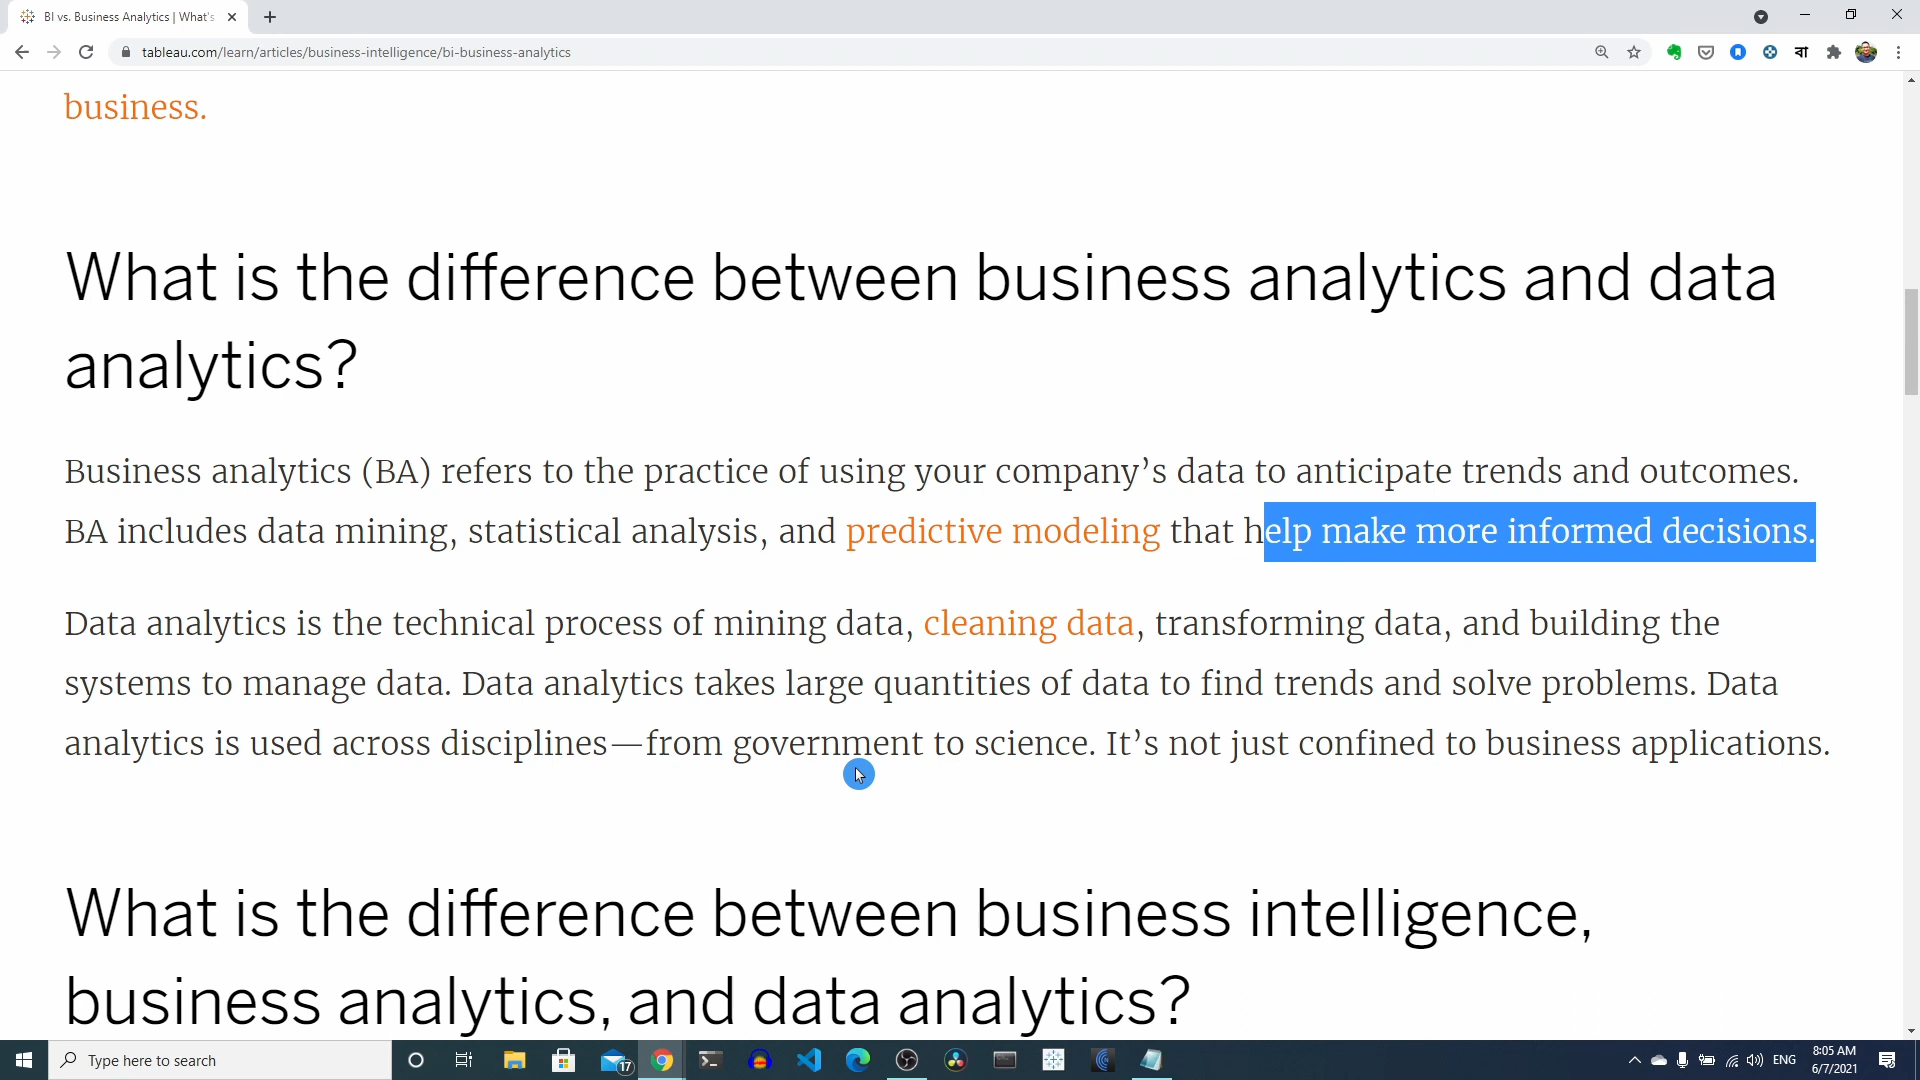 BI vs. Business Analytics | What's
tableau.com/learn/articles/business-intelligence/bi-business-analytics
বা
business.
What is the difference between business analytics and data
analytics?
Business analytics (BA) refers to the practice of using your company’s data to anticipate trends and outcomes.
BA includes data mining, statistical analysis, and predictive modeling that help make more informed decisions.
Data analytics is the technical process of mining data, cleaning data, transforming data, and building the
systems to manage data. Data analytics takes large quantities of data to find trends and solve problems. Data
analytics is used across disciplines—from government to science. It’s not just confined to business applications.
What is the difference between business intelligence,
business analytics, and data analytics?
Type here to search
17
ENG
8:05 AM
6/7/2021